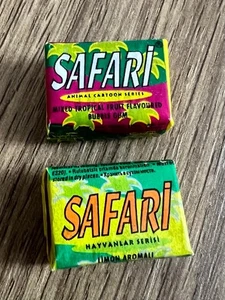 SAFARİ
ANIMAL CARTOON SERIES
MIXED TROPICAL FRUIT FLAVOURED
BUBBLE GUM
SAFARİ
HAYVANLAR SERİSİ
LİMON AROMALI